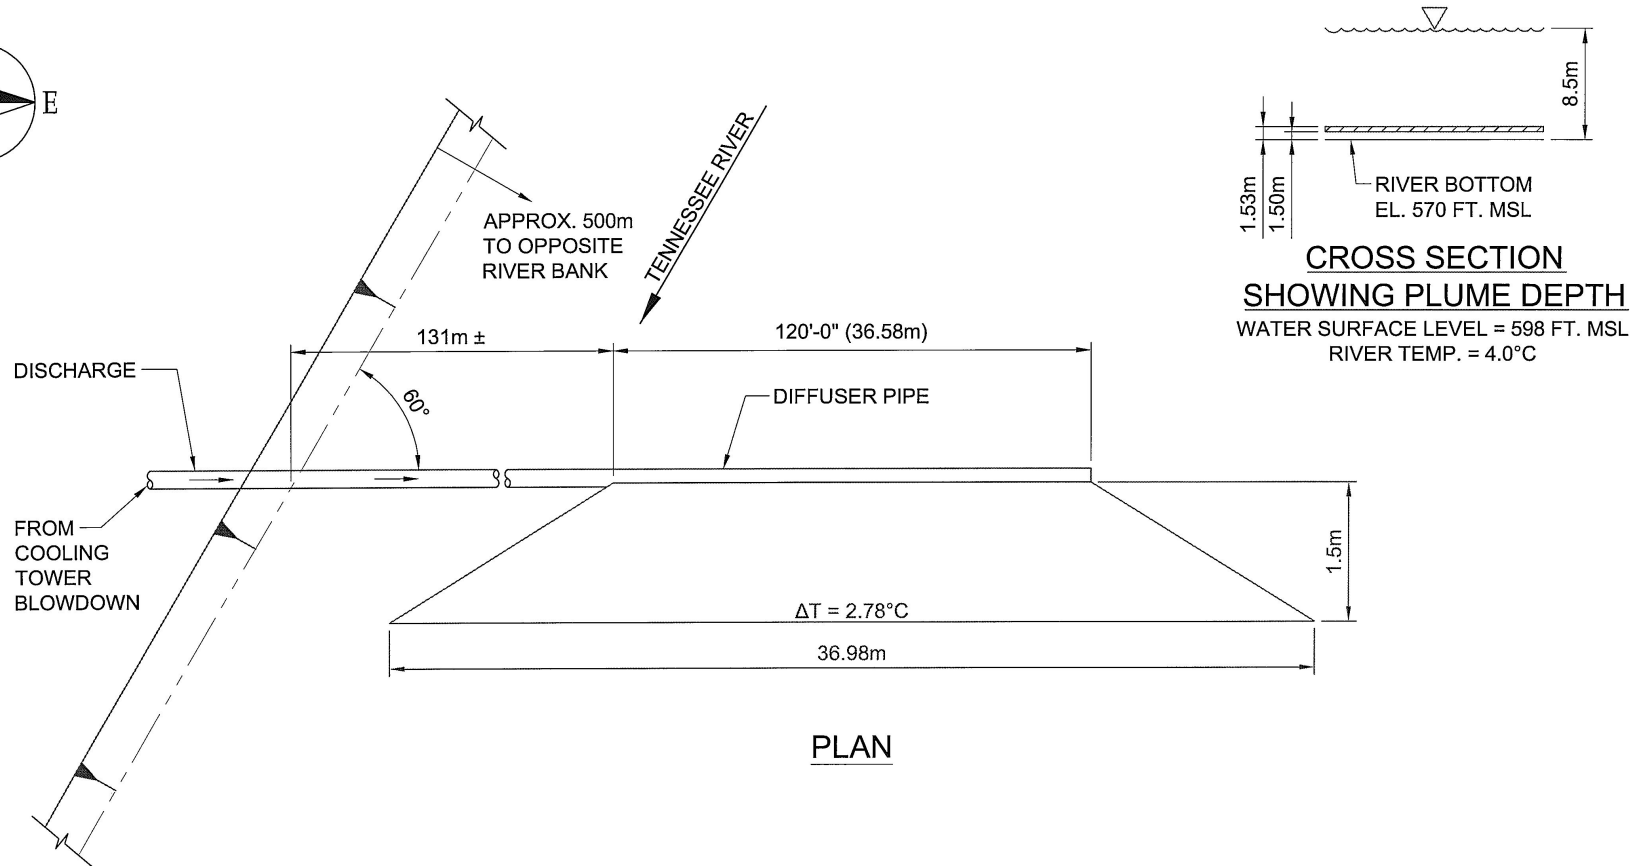 E
APPROX. 500m
TO OPPOSITE
RIVER BANK
TENNESSEE RIVER
131m ±
120'-0" (36.58m)
DISCHARGE
60°
DIFFUSER PIPE
FROM
COOLING
TOWER
BLOWDOWN
1.5m
ΔT = 2.78°C
36.98m
PLAN
8.5m
1.53m
1.50m
RIVER BOTTOM
EL. 570 FT. MSL
CROSS SECTION
SHOWING PLUME DEPTH
WATER SURFACE LEVEL = 598 FT. MSL
RIVER TEMP. = 4.0°C